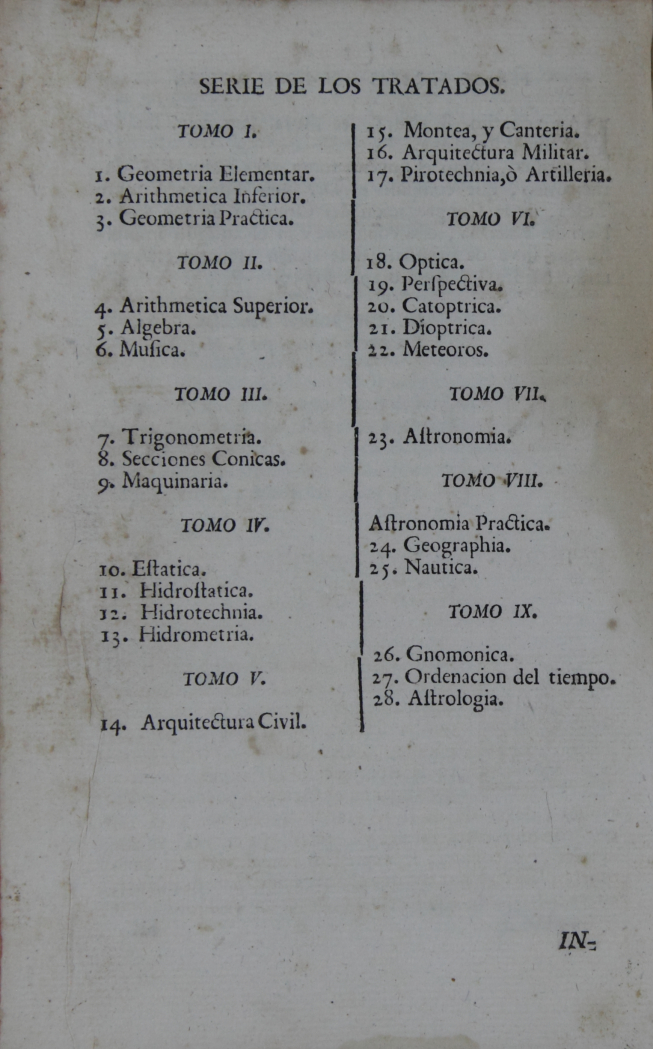 SERIE DE LOS TRATADOS.
TOMO I.
1. Geometria Elementar.
2. Arithmetica Inferior.
3. Geometria Practica.
TOMO II.
4. Arithmetica Superior.
5. Algebra.
6. Muſica.
TOMO III.
7. Trigonometria.
8. Secciones Conicas.
9. Maquinaria.
TOMO IV.
10. Eſtatica.
11. Hidroſtatica.
12. Hidrotechnia.
13. Hidrometria.
TOMO V.
14. Arquitectura Civil.
15. Montea, y Canteria.
16. Arquitectura Militar.
17. Pirotechnia,ò Artilleria.
TOMO VI.
18. Optica.
19. Perſpectiva.
20. Catoptrica.
21. Dioptrica.
22. Meteoros.
TOMO VII.
23. Aſtronomia.
TOMO VIII.
Aſtronomia Practica.
24. Geographia.
25. Nautica.
TOMO IX.
26. Gnomonica.
27. Ordenacion del tiempo.
28. Aſtrologia.
IN-